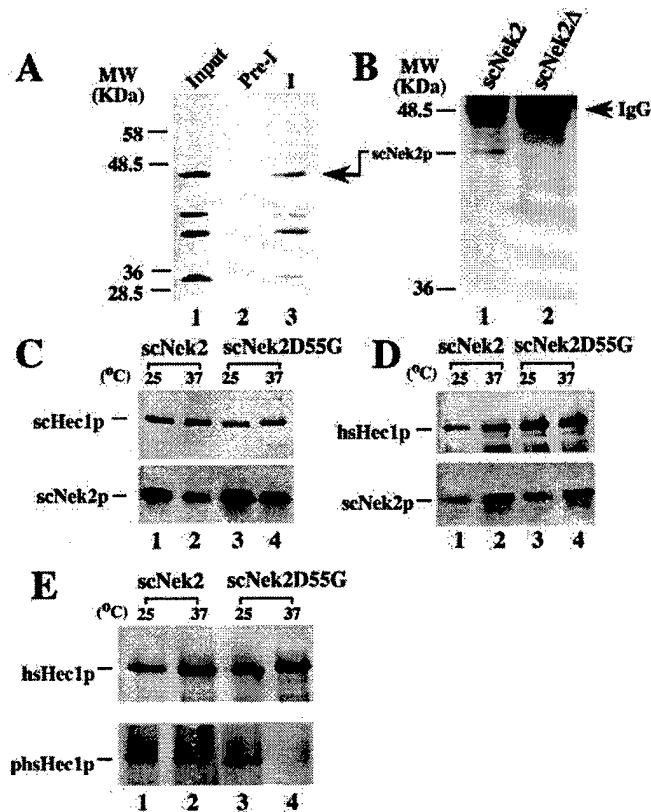 A
MW
(KDa)
Input
Pre-I
I
58
48.5
36
28.5
1 2 3
B
MW
(KDa)
scNek2
scNek2Δ
48.5
IgG
scNek2p
36
1 2
C
scNek2 scNek2D55G
(°C) 25 37 25 37
scHec1p
scNek2p
1 2 3 4
D
scNek2 scNek2D55G
(°C) 25 37 25 37
hsHec1p
scNek2p
1 2 3 4
E
scNek2 scNek2D55G
(°C) 25 37 25 37
hsHec1p
phsHec1p
1 2 3 4